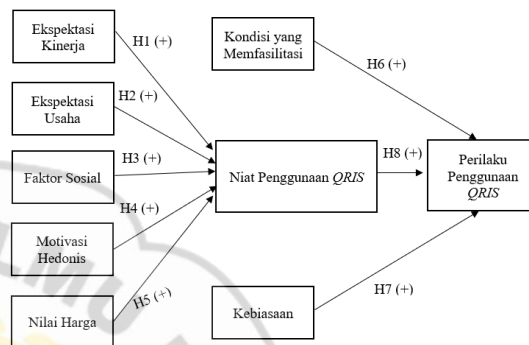 Ekspektasi
Kinerja
H1 (+)
Kondisi yang
Memfasilitasi
H6 (+)
Ekspektasi
Usaha
H2 (+)
Faktor Sosial
H3 (+)
Niat Penggunaan QRIS
H8 (+)
Perilaku
Penggunaan
QRIS
Motivasi
Hedonis
H4 (+)
Nilai Harga
H5 (+)
Kebiasaan
H7 (+)
ILMU